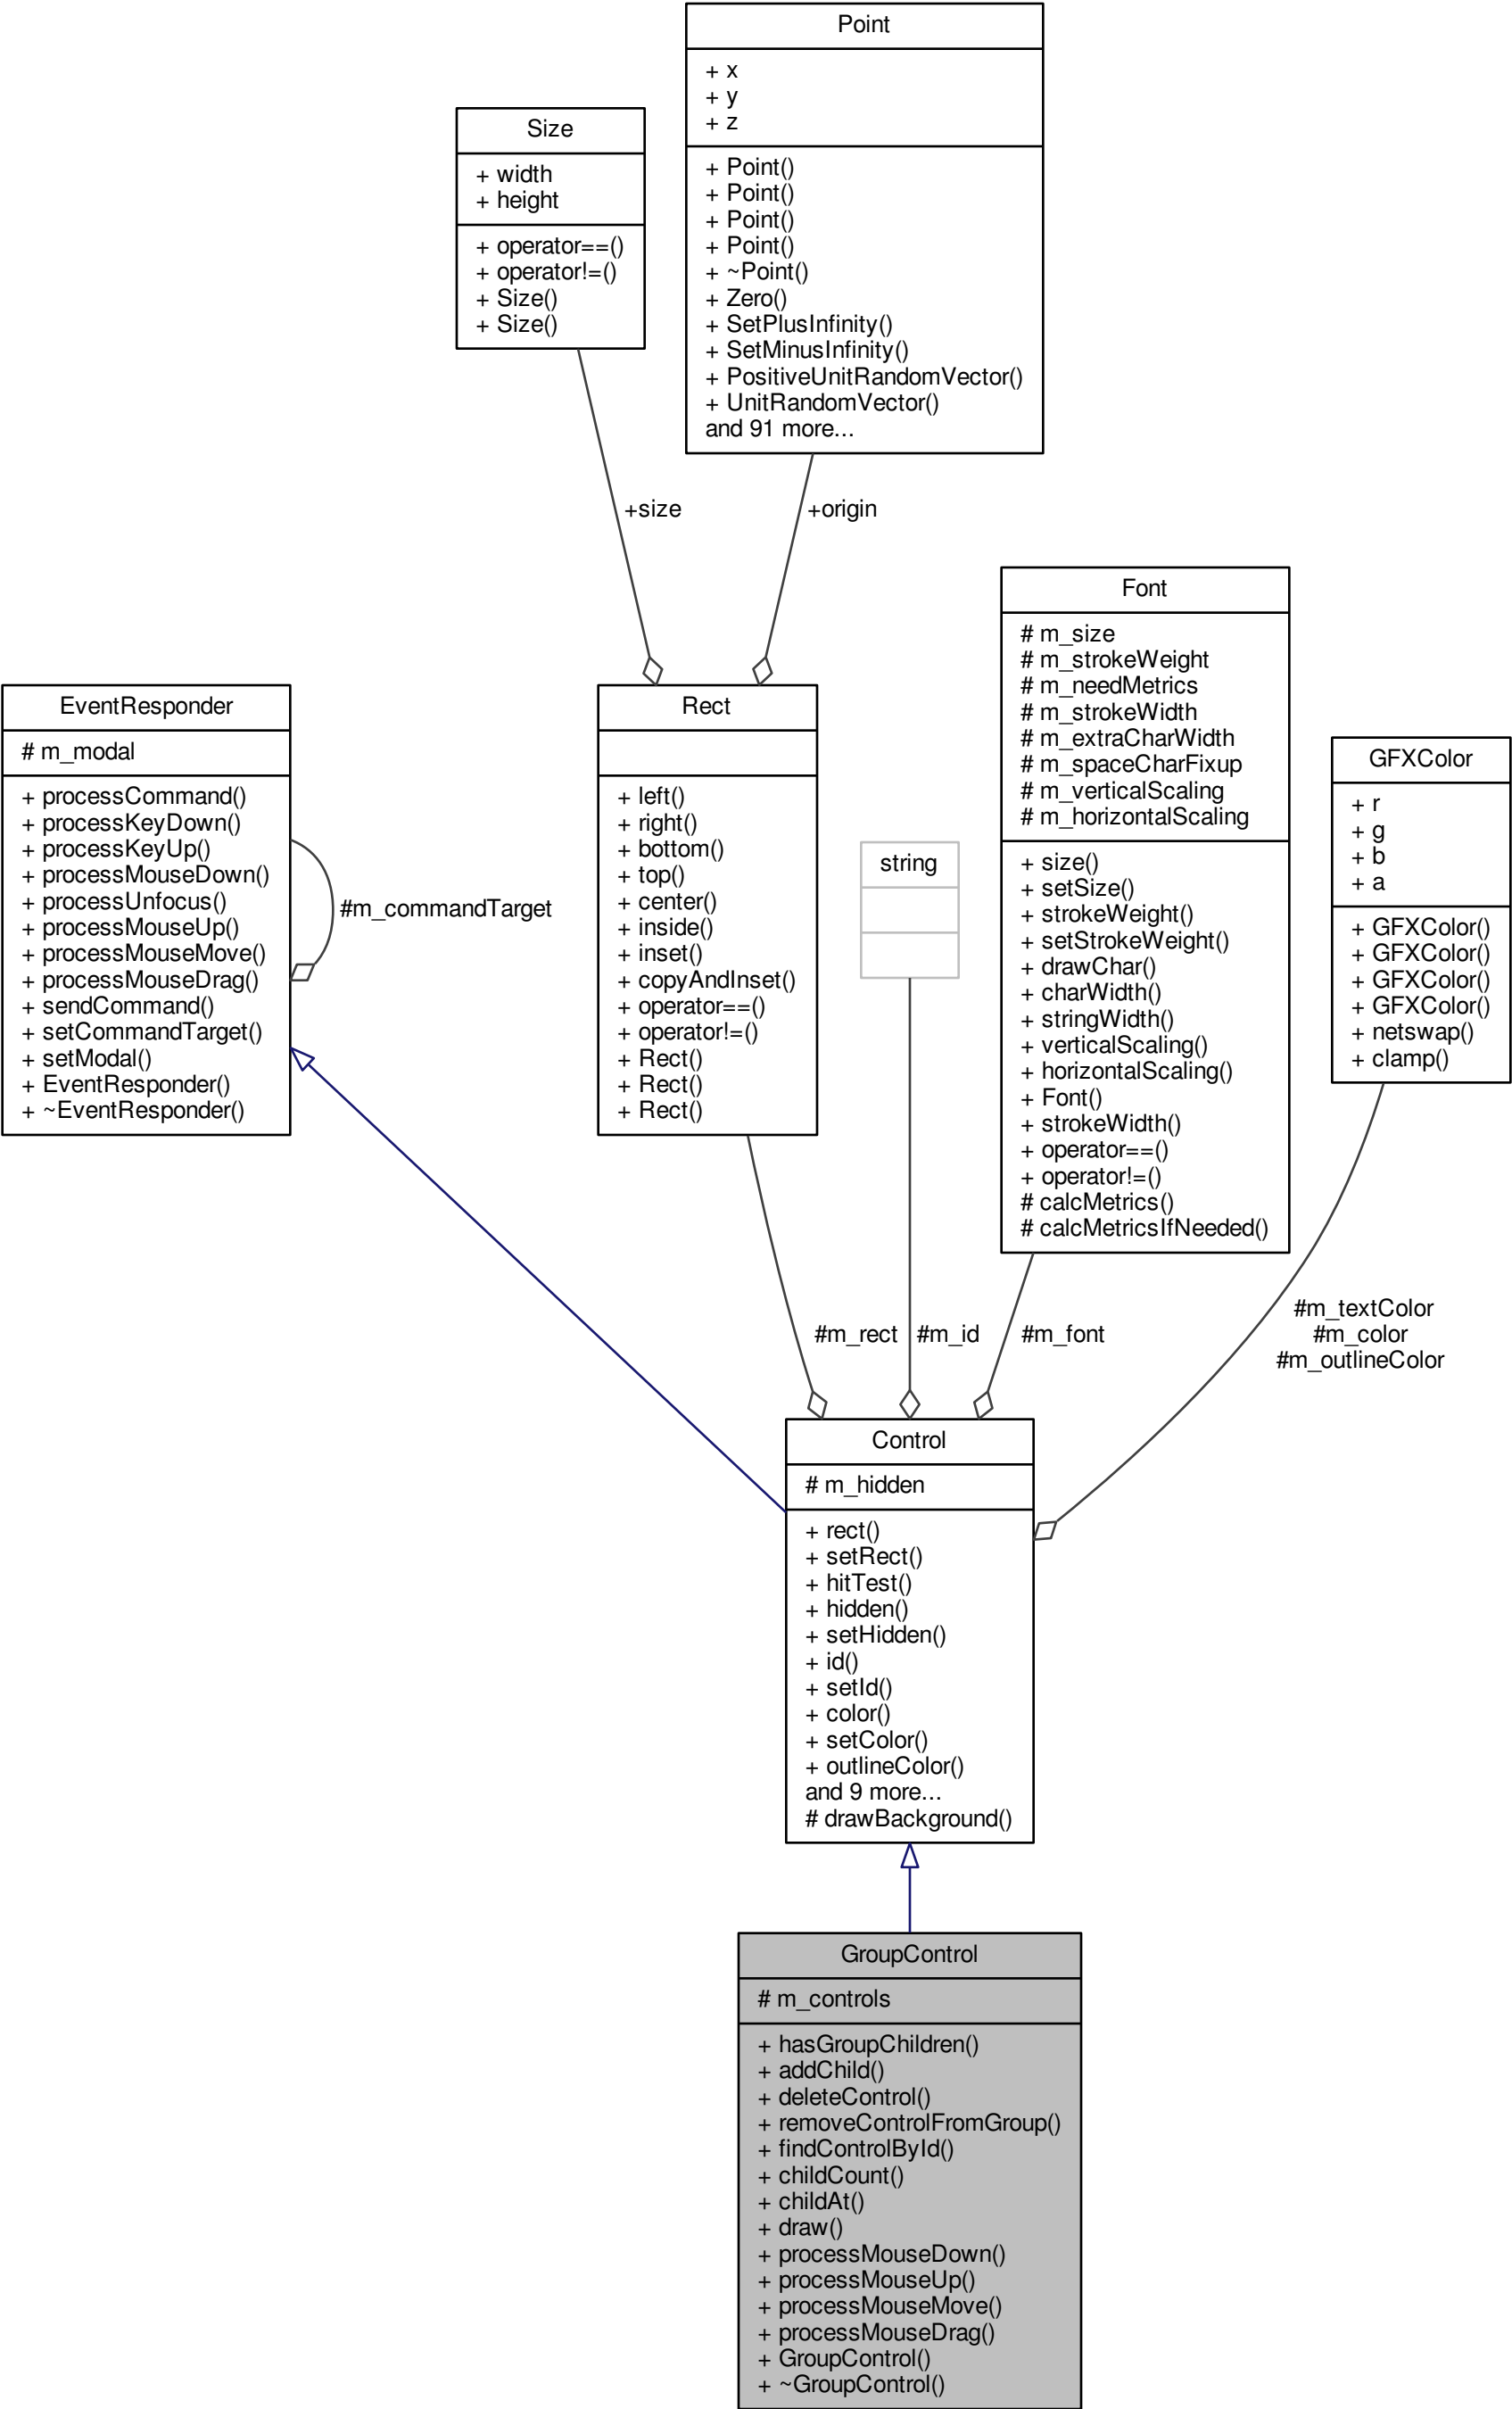 Point
+ x
+ y
+ z
+ Point()
+ Point()
+ Point()
+ Point()
+ ~Point()
+ Zero()
+ SetPlusInfinity()
+ SetMinusInfinity()
+ PositiveUnitRandomVector()
+ UnitRandomVector()
and 91 more...
Size
+ width
+ height
+ operator==()
+ operator!=()
+ Size()
+ Size()
+size
+origin
Font
# m_size
# m_strokeWeight
# m_needMetrics
# m_strokeWidth
# m_extraCharWidth
# m_spaceCharFixup
# m_verticalScaling
# m_horizontalScaling
+ size()
+ setSize()
+ strokeWeight()
+ setStrokeWeight()
+ drawChar()
+ charWidth()
+ stringWidth()
+ verticalScaling()
+ horizontalScaling()
+ Font()
+ strokeWidth()
+ operator==()
+ operator!=()
# calcMetrics()
# calcMetricsIfNeeded()
EventResponder
# m_modal
+ processCommand()
+ processKeyDown()
+ processKeyUp()
+ processMouseDown()
+ processUnfocus()
+ processMouseUp()
+ processMouseMove()
+ processMouseDrag()
+ sendCommand()
+ setCommandTarget()
+ setModal()
+ EventResponder()
+ ~EventResponder()
#m_commandTarget
Rect
+ left()
+ right()
+ bottom()
+ top()
+ center()
+ inside()
+ inset()
+ copyAndInset()
+ operator==()
+ operator!=()
+ Rect()
+ Rect()
+ Rect()
string
GFXColor
+ r
+ g
+ b
+ a
+ GFXColor()
+ GFXColor()
+ GFXColor()
+ GFXColor()
+ netswap()
+ clamp()
#m_rect
#m_id
#m_font
#m_textColor
#m_color
#m_outlineColor
Control
# m_hidden
+ rect()
+ setRect()
+ hitTest()
+ hidden()
+ setHidden()
+ id()
+ setId()
+ color()
+ setColor()
+ outlineColor()
and 9 more...
# drawBackground()
GroupControl
# m_controls
+ hasGroupChildren()
+ addChild()
+ deleteControl()
+ removeControlFromGroup()
+ findControlById()
+ childCount()
+ childAt()
+ draw()
+ processMouseDown()
+ processMouseUp()
+ processMouseMove()
+ processMouseDrag()
+ GroupControl()
+ ~GroupControl()